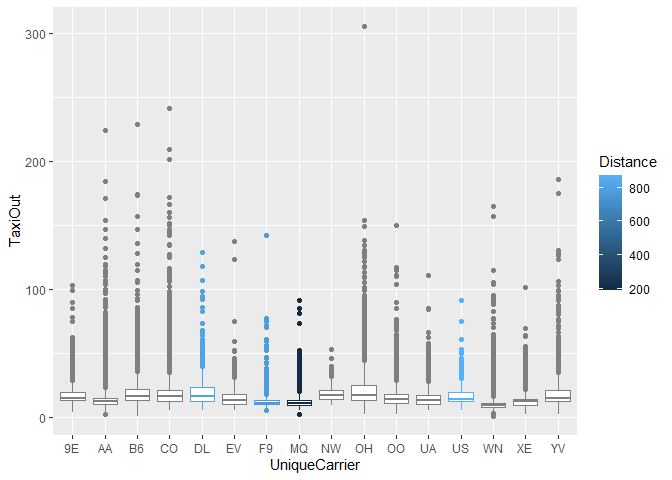 300
200
100
0
TaxiOut
9E AA B6 CO DL EV F9 MQ NW OH OO UA US WN XE YV
UniqueCarrier
Distance
800
600
400
200